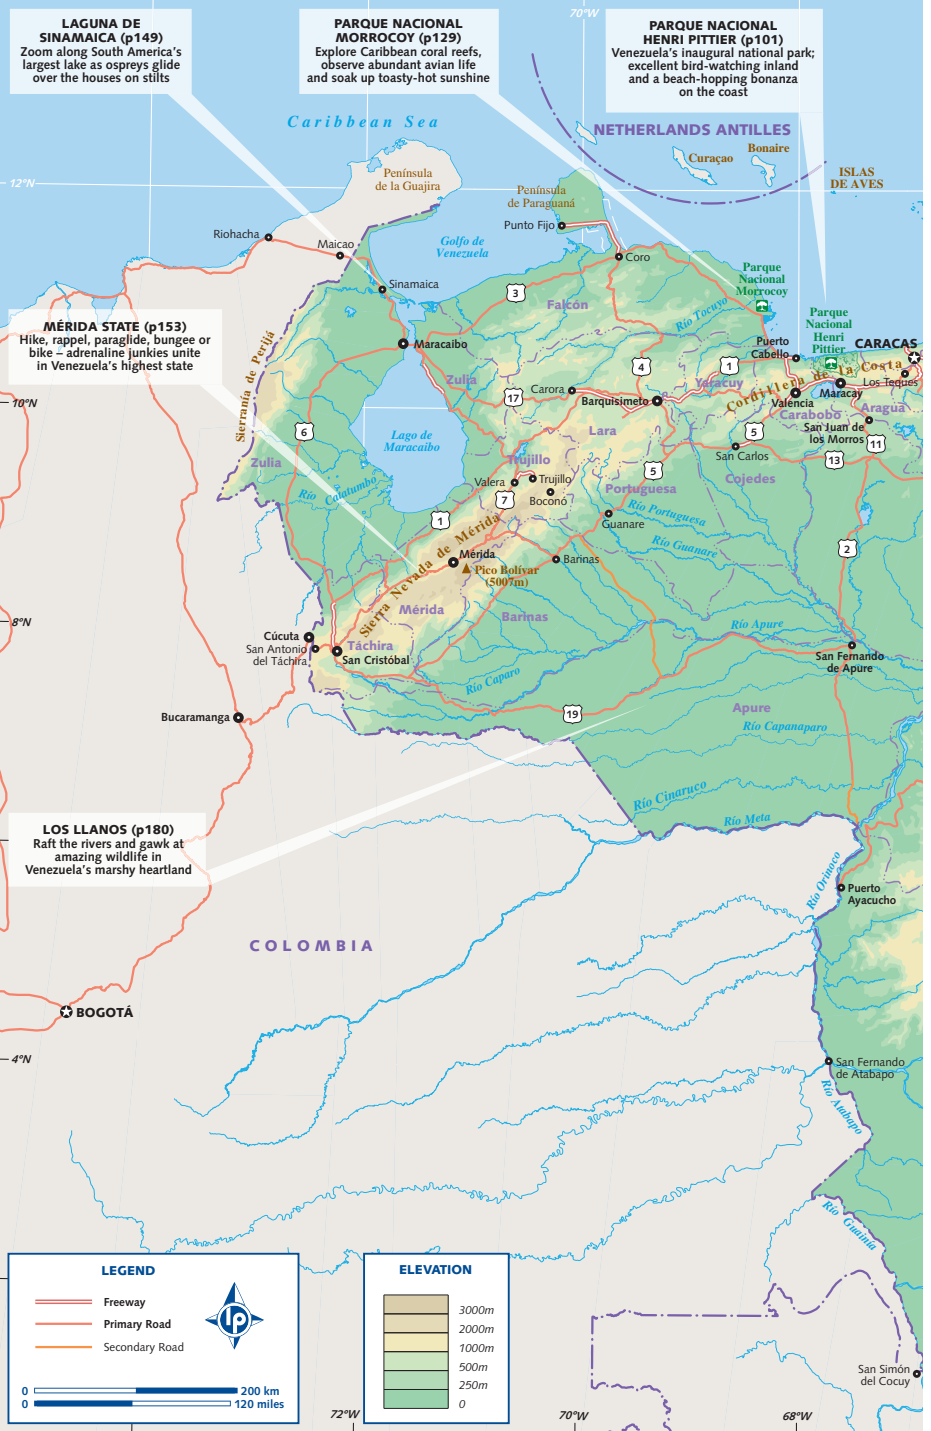 LAGUNA DE
SINAMAICA (p149)
Zoom along South America's
largest lake as ospreys glide
over the houses on stilts
PARQUE NACIONAL
MORROCOY (p129)
Explore Caribbean coral reefs,
observe abundant avian life
and soak up toasty-hot sunshine
70°W
PARQUE NACIONAL
HENRI PITTIER (p101)
Venezuela's inaugural national park;
excellent bird-watching inland
and a beach-hopping bonanza
on the coast
Caribbean Sea
NETHERLANDS ANTILLES
Curaçao
Bonaire
ISLAS
DE AVES
12°N
Península
de la Guajira
Península
de Paraguaná
Punto Fijo
Riohacha
Maicao
Golfo de
Venezuela
Coro
Sinamaica
Parque
Nacional
Morrocoy
3
Falcón
Río Tocuyo
Parque
Nacional
Henri
Pittier
MÉRIDA STATE (p153)
Hike, rappel, paraglide, bungee or
bike – adrenaline junkies unite
in Venezuela's highest state
Serranía de Perijá
Maracaibo
Puerto
Cabello
CARACAS
Zulia
4
1
Yaracuy
Cordillera de la Costa
Los Teques
Carora
17
Barquisimeto
Valencia
Maracay
10°N
Carabobo
Aragua
6
Lago de
Maracaibo
Lara
5
San Juan de
los Morros
11
San Carlos
13
Zulia
Trujillo
5
Cojedes
Valera
Trujillo
Portuguesa
Río Catatumbo
7
Boconó
1
Guanare
Río Portuguesa
Sierra Nevada de Mérida
Río Guanare
2
Mérida
Barinas
Pico Bolívar
(5007m)
Mérida
Barinas
8°N
Río Apure
Cúcuta
San Antonio
del Táchira
Táchira
San Cristóbal
San Fernando
de Apure
Río Caparo
Bucaramanga
19
Apure
Río Capanaparo
Río Cinaruco
Río Meta
LOS LLANOS (p180)
Raft the rivers and gawk at
amazing wildlife in
Venezuela's marshy heartland
Río Orinoco
Puerto
Ayacucho
COLOMBIA
BOGOTÁ
4°N
San Fernando
de Atabapo
Río Atabapo
Río Guainía
LEGEND
Freeway
Primary Road
Secondary Road
lp
0 200 km
0 120 miles
ELEVATION
3000m
2000m
1000m
500m
250m
0
San Simón
del Cocuy
72°W
70°W
68°W